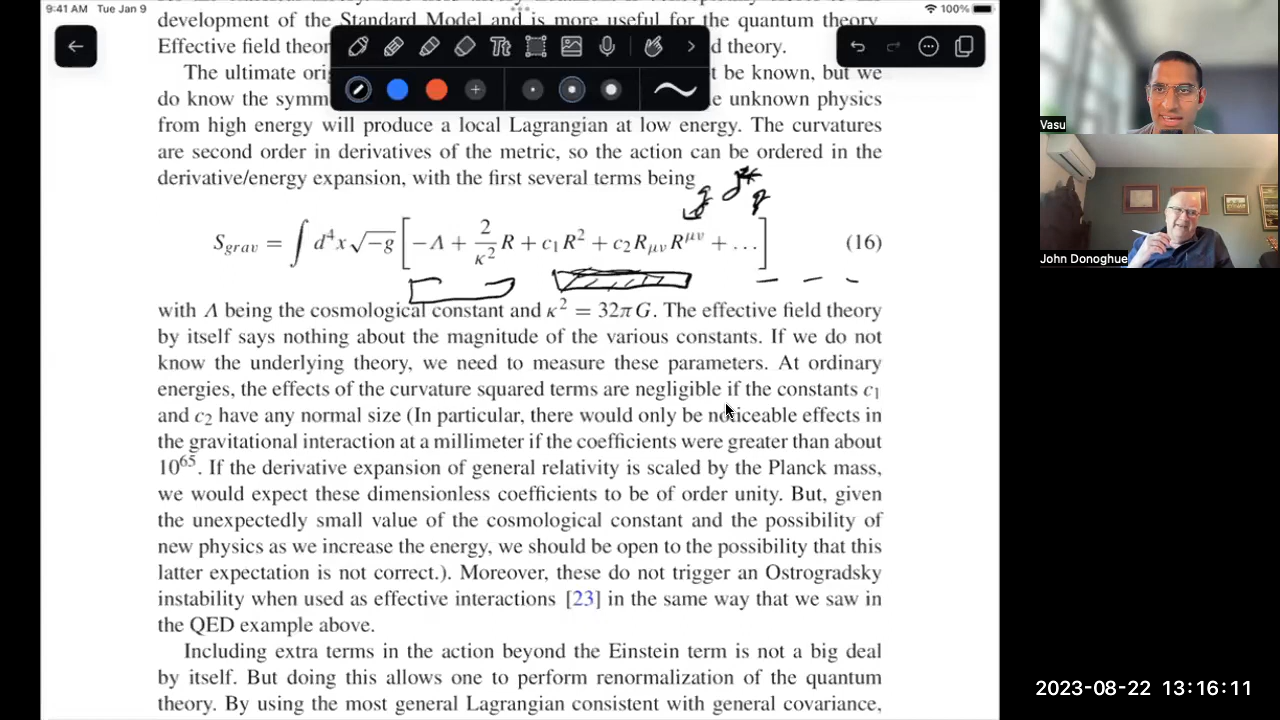 9:41 AM Tue Jan 9
100%
development of the Standard Model and is more useful for the quantum theory.
Effective field theor
d theory.
Tt
The ultimate ori
t be known, but we
do know the symm
e unknown physics
from high energy will produce a local Lagrangian at low energy. The curvatures
are second order in derivatives of the metric, so the action can be ordered in the
derivative/energy expansion, with the first several terms being
S_{grav} = ∫ d⁴x√−g [ −Λ + 2/κ² R + c₁R² + c₂R_{μν}R^{μν} + … ] (16)
with Λ being the cosmological constant and κ² = 32πG. The effective field theory
by itself says nothing about the magnitude of the various constants. If we do not
know the underlying theory, we need to measure these parameters. At ordinary
energies, the effects of the curvature squared terms are negligible if the constants c₁
and c₂ have any normal size (In particular, there would only be noticeable effects in
the gravitational interaction at a millimeter if the coefficients were greater than about
10⁶⁵. If the derivative expansion of general relativity is scaled by the Planck mass,
we would expect these dimensionless coefficients to be of order unity. But, given
the unexpectedly small value of the cosmological constant and the possibility of
new physics as we increase the energy, we should be open to the possibility that this
latter expectation is not correct.). Moreover, these do not trigger an Ostrogradsky
instability when used as effective interactions [23] in the same way that we saw in
the QED example above.
Including extra terms in the action beyond the Einstein term is not a big deal
by itself. But doing this allows one to perform renormalization of the quantum
theory. By using the most general Lagrangian consistent with general covariance,
Vasu
John Donoghue
2023-08-22 13:16:11